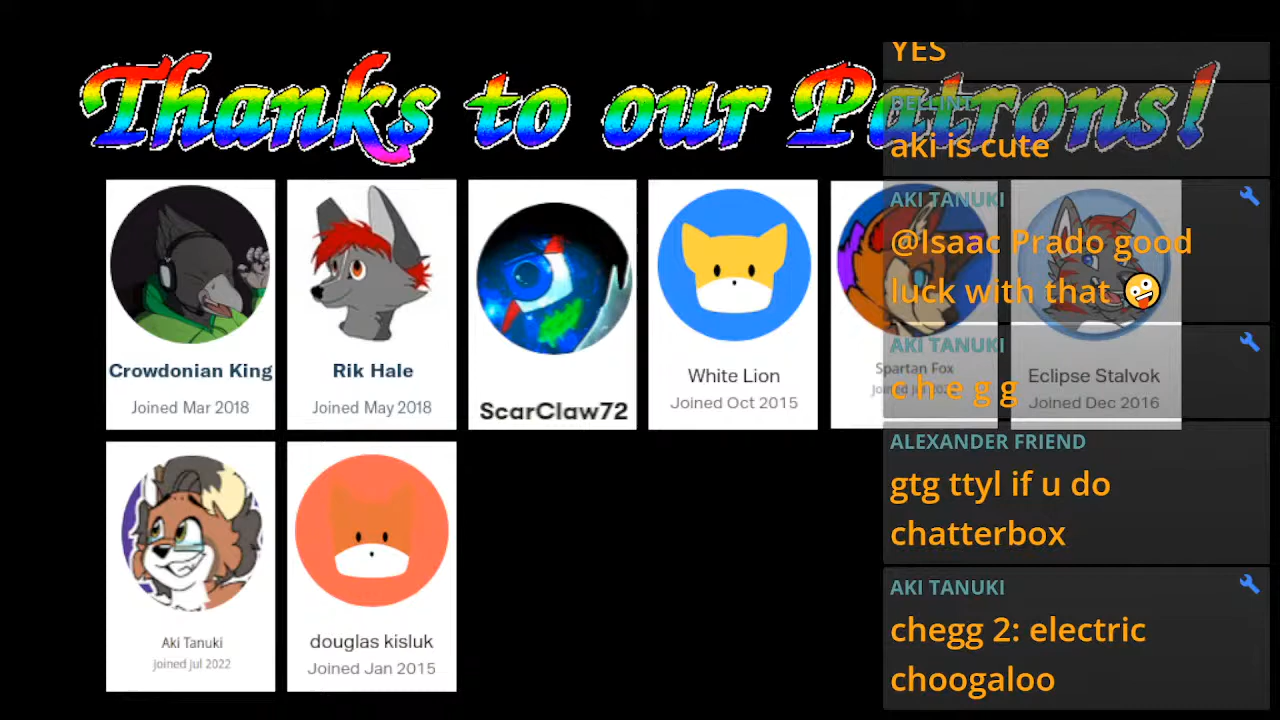 Thanks to our Patrons!
Crowdonian King
Joined Mar 2018
Rik Hale
Joined May 2018
ScarClaw72
White Lion
Joined Oct 2015
Spartan Fox
Eclipse Stalvok
Joined Dec 2016
Aki Tanuki
joined Jul 2022
douglas kisluk
Joined Jan 2015
YES
BELLINT
aki is cute
AKI TANUKI
@Isaac Prado good
luck with that 🤪
AKI TANUKI
c h e g g
ALEXANDER FRIEND
gtg ttyl if u do
chatterbox
AKI TANUKI
chegg 2: electric
choogaloo